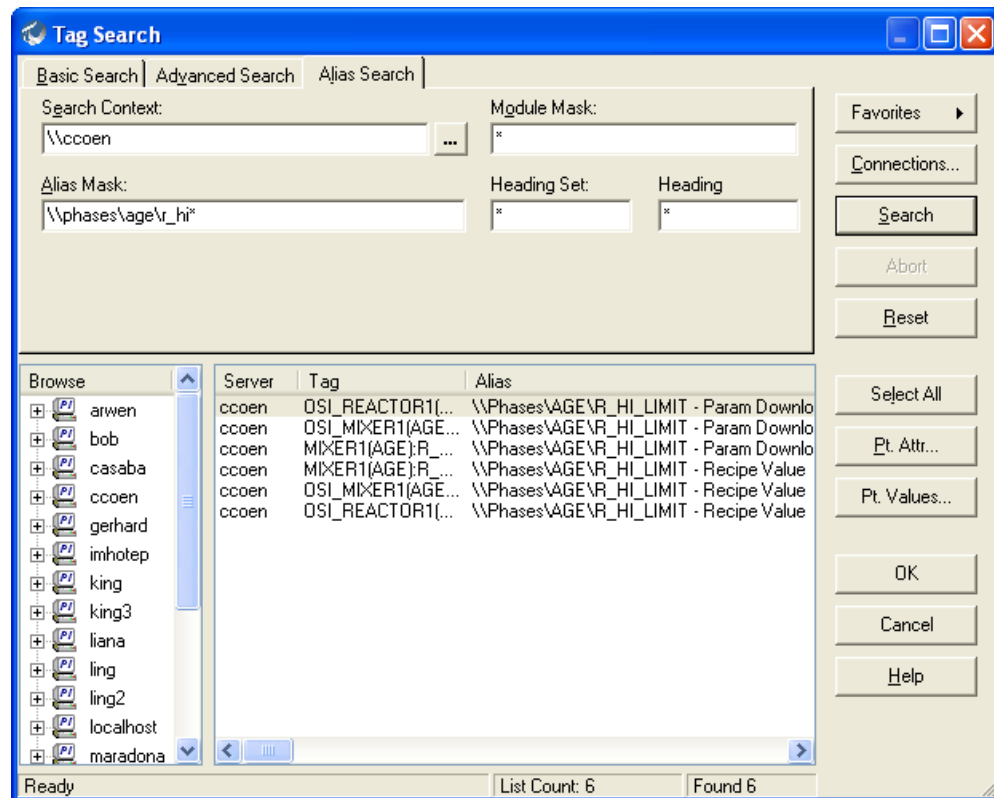 Tag Search
Basic Search Advanced Search Alias Search
Search Context: Module Mask:
\\ccoen ... *
Alias Mask: Heading Set: Heading
\\phases\age\r_hi* * *
Favorites
Connections...
Search
Abort
Reset
Select All
Pt. Attr...
Pt. Values...
OK
Cancel
Help
Browse
arwen
bob
casaba
ccoen
gerhard
imhotep
king
king3
liana
ling
ling2
localhost
maradona
Server Tag Alias
ccoen OSI_REACTOR1(... \\Phases\AGE\R_HI_LIMIT - Param Downlo
ccoen OSI_MIXER1(AGE... \\Phases\AGE\R_HI_LIMIT - Param Downlo
ccoen MIXER1(AGE):R_... \\Phases\AGE\R_HI_LIMIT - Param Downlo
ccoen MIXER1(AGE):R_... \\Phases\AGE\R_HI_LIMIT - Recipe Value
ccoen OSI_MIXER1(AGE... \\Phases\AGE\R_HI_LIMIT - Recipe Value
ccoen OSI_REACTOR1(... \\Phases\AGE\R_HI_LIMIT - Recipe Value
Ready List Count: 6 Found 6